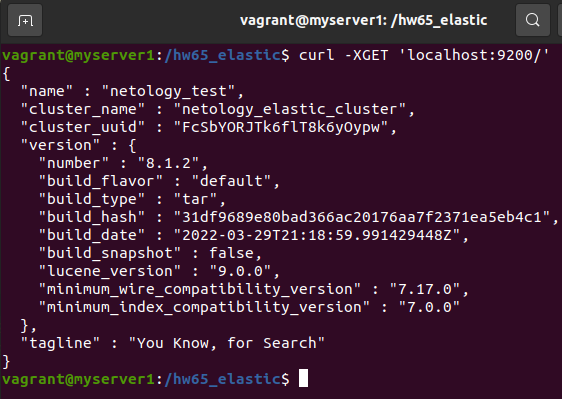 vagrant@myserver1: /hw65_elastic
vagrant@myserver1:/hw65_elastic$ curl -XGET 'localhost:9200/'
{
  "name" : "netology_test",
  "cluster_name" : "netology_elastic_cluster",
  "cluster_uuid" : "FcSbYORJTk6flT8k6yOypw",
  "version" : {
    "number" : "8.1.2",
    "build_flavor" : "default",
    "build_type" : "tar",
    "build_hash" : "31df9689e80bad366ac20176aa7f2371ea5eb4c1",
    "build_date" : "2022-03-29T21:18:59.991429448Z",
    "build_snapshot" : false,
    "lucene_version" : "9.0.0",
    "minimum_wire_compatibility_version" : "7.17.0",
    "minimum_index_compatibility_version" : "7.0.0"
  },
  "tagline" : "You Know, for Search"
}
vagrant@myserver1:/hw65_elastic$